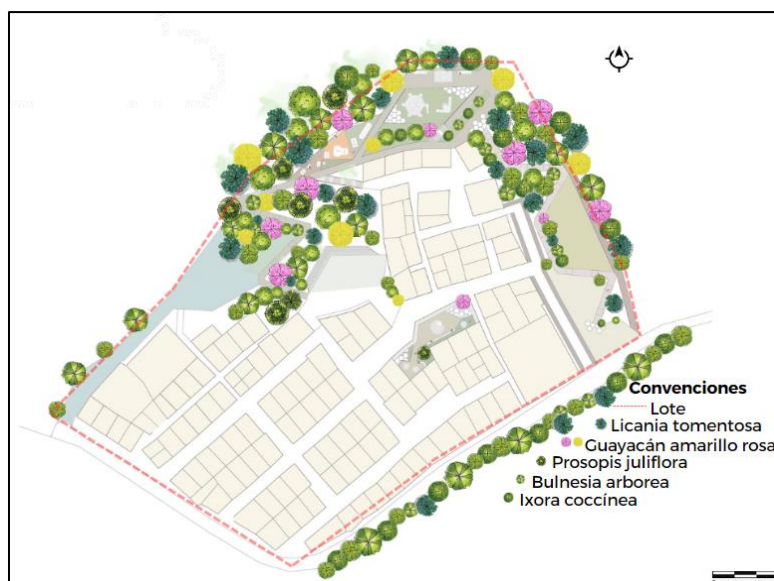 Convenciones
Lote
Licania tomentosa
Guayacán amarillo rosa
Prosopis juliflora
Bulnesia arborea
Ixora coccínea